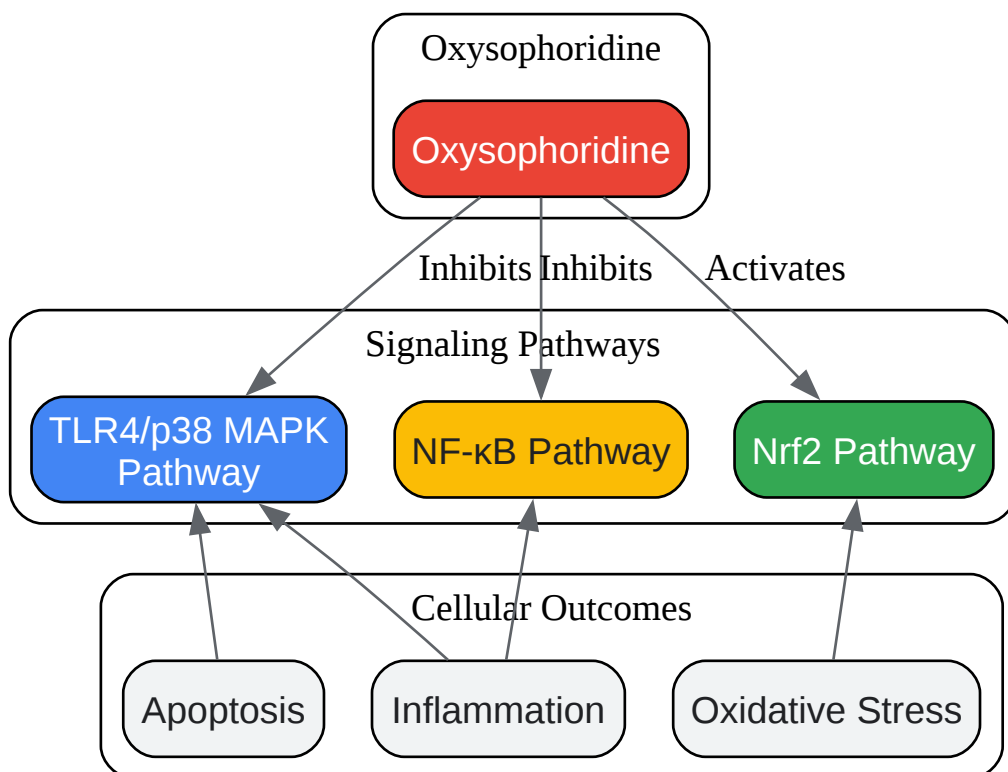 Oxysophoridine
Oxysophoridine
Inhibits
Inhibits
Activates
Signaling Pathways
TLR4/p38 MAPK
Pathway
NF-κB Pathway
Nrf2 Pathway
Cellular Outcomes
Apoptosis
Inflammation
Oxidative Stress